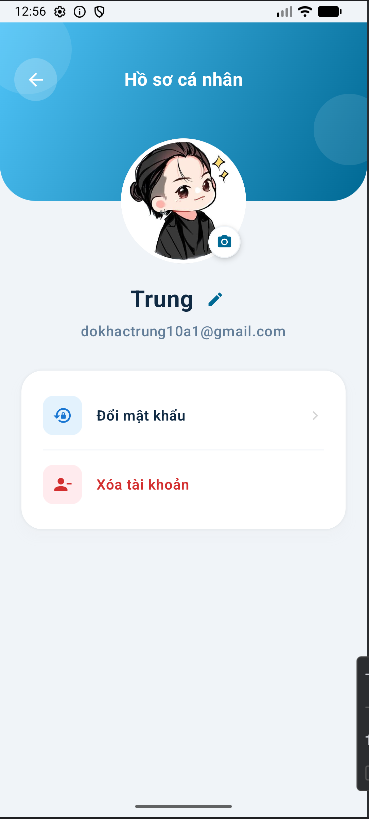 12:56
Hồ sơ cá nhân
Trung
dokhactrung10a1@gmail.com
Đổi mật khẩu
Xóa tài khoản